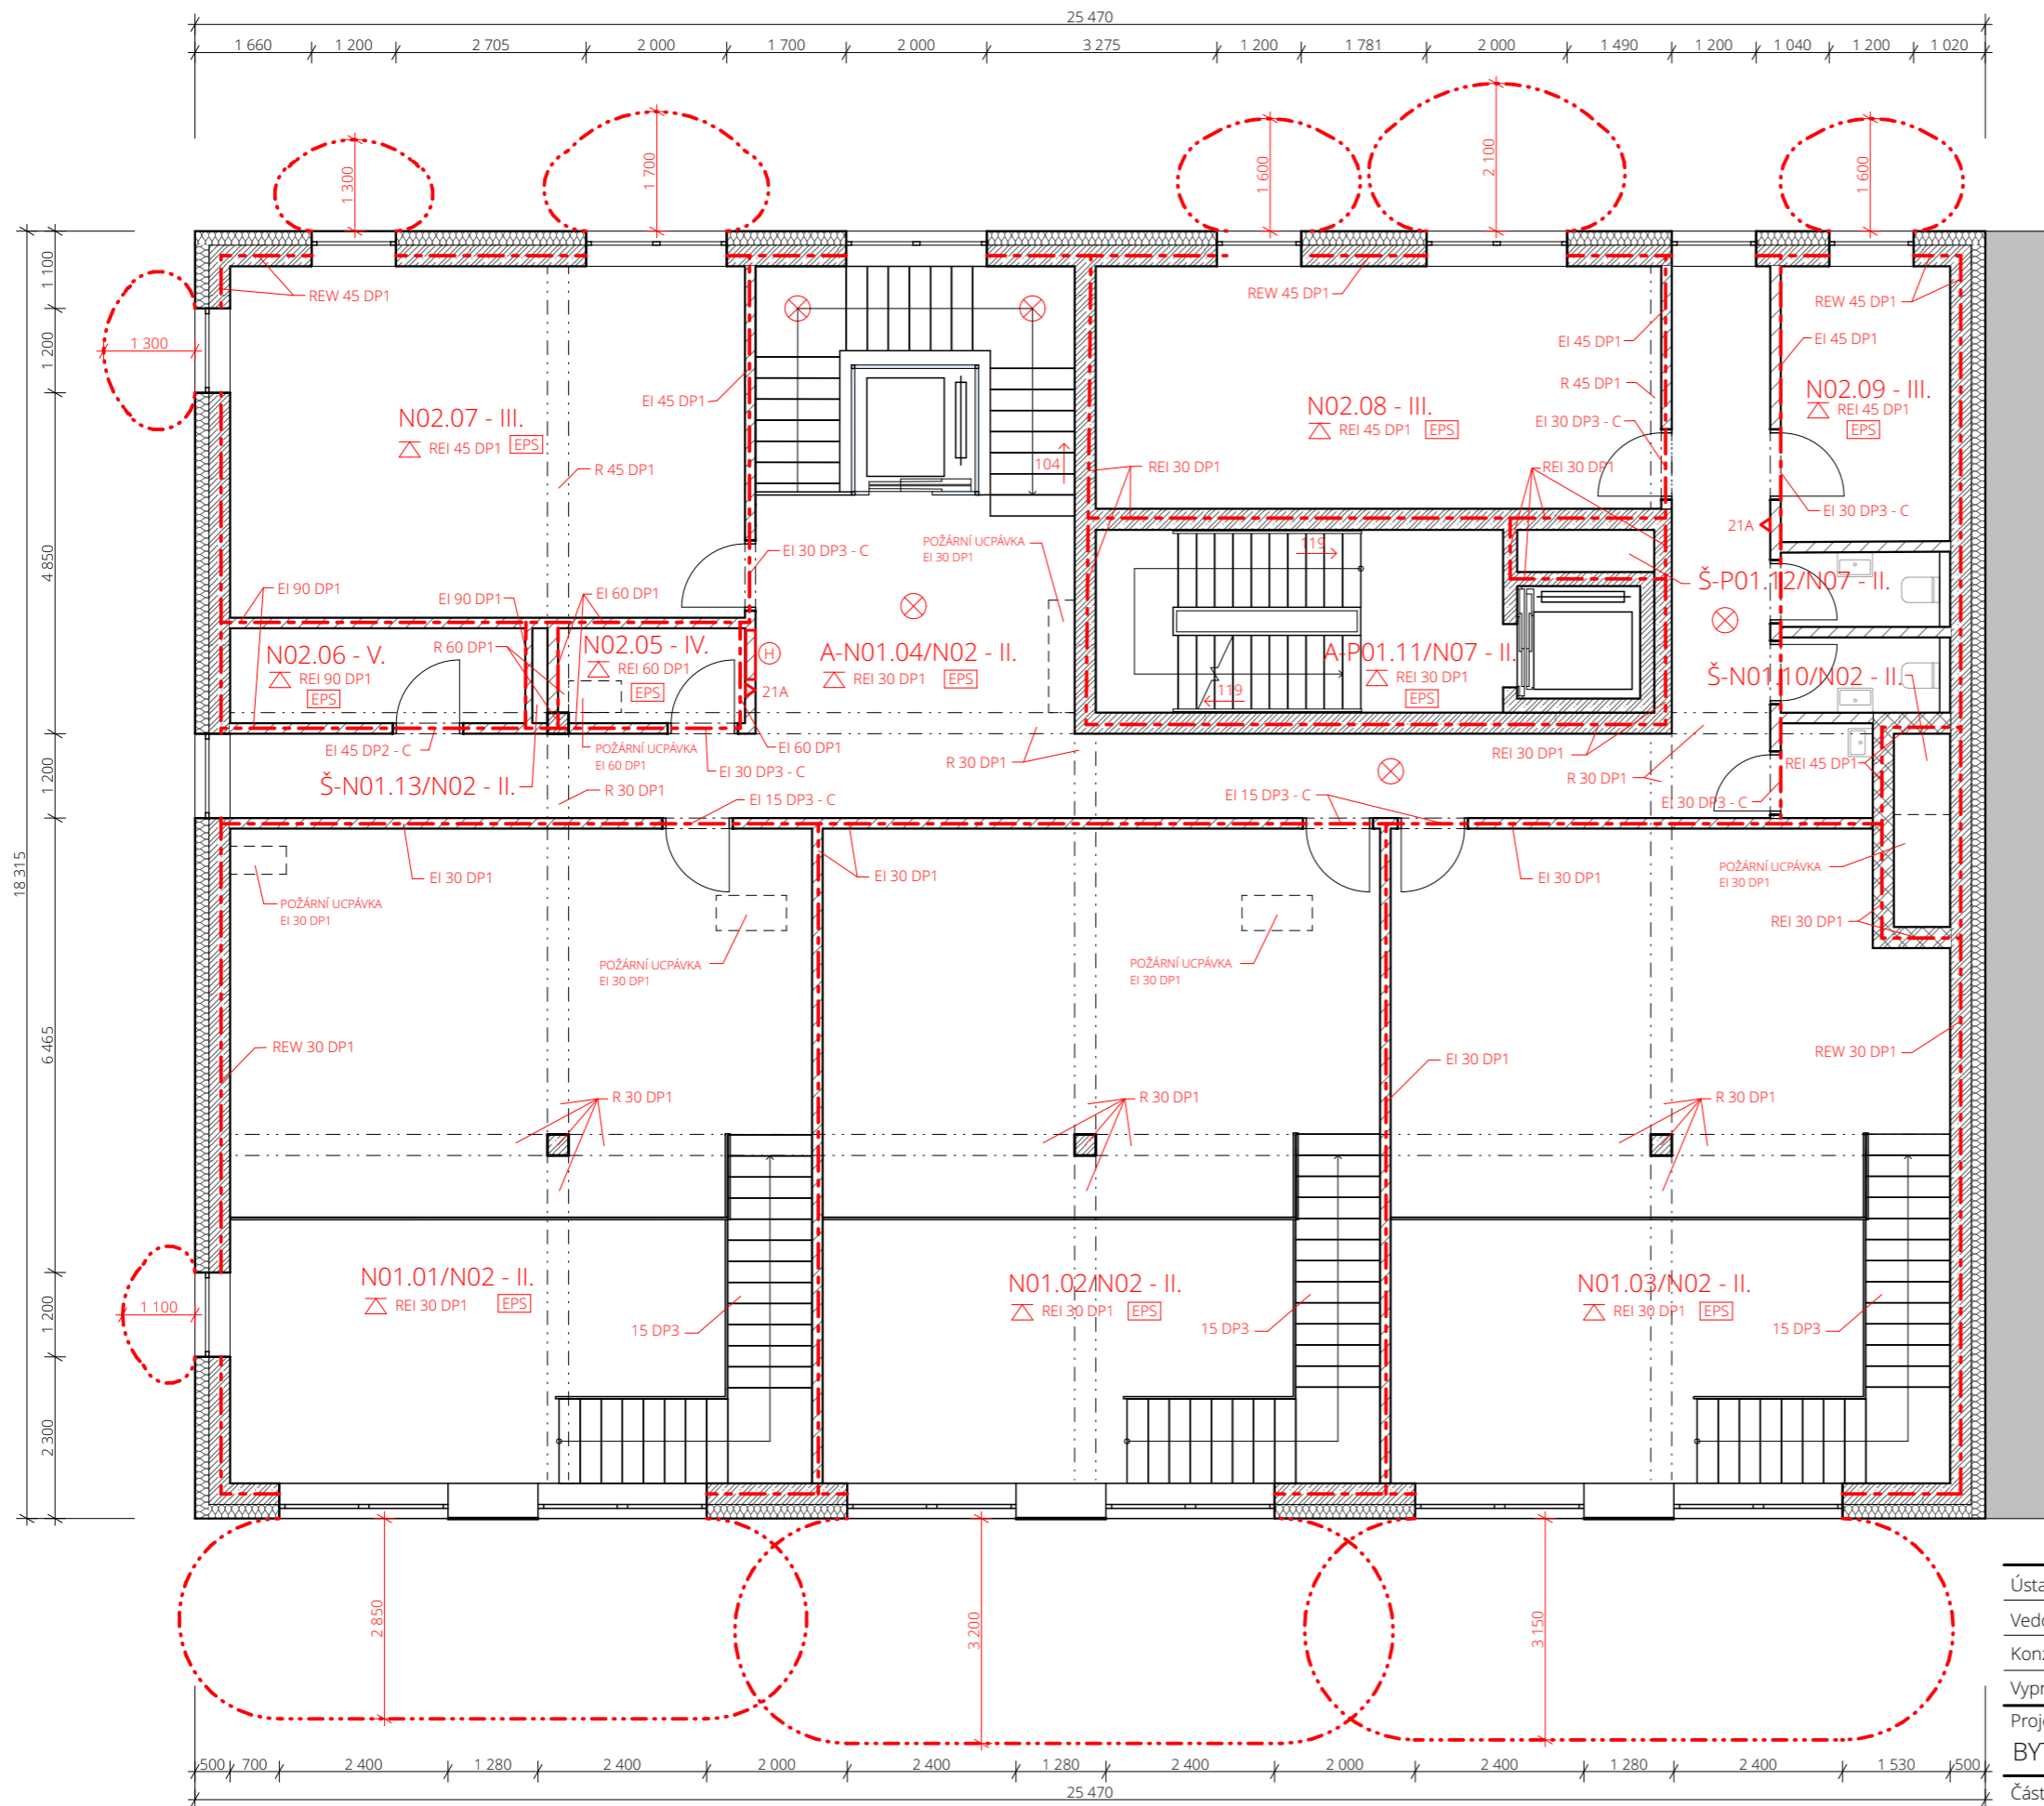 25 470
1 660 1 200 2 705 2 000 1 700 2 000 3 275 1 200 1 781 2 000 1 490 1 200 1 040 1 200 1 020
1 300
1 700
1 600
2 100
1 600
18 315
1 100
1 200
4 850
1 200
6 465
1 200
2 300
1 300
1 100
REW 45 DP1
REW 45 DP1
REW 45 DP1
EI 45 DP1
EI 45 DP1
EI 45 DP1
R 45 DP1
N02.07 - III.
REI 45 DP1 EPS
R 45 DP1
N02.08 - III.
REI 45 DP1 EPS
EI 30 DP3 - C
N02.09 - III.
REI 45 DP1
EPS
104
REI 30 DP1
REI 30 DP1
EI 30 DP3 - C
21A
EI 30 DP3 - C
POŽÁRNÍ UCPÁVKA
EI 30 DP1
119
119
EI 90 DP1
EI 90 DP1
EI 60 DP1
Š-P01.12/N07 - II.
N02.06 - V.
REI 90 DP1
EPS
R 60 DP1
N02.05 - IV.
REI 60 DP1
EPS
H
21A
A-N01.04/N02 - II.
REI 30 DP1 EPS
A-P01.11/N07 - II.
REI 30 DP1
EPS
Š-N01.10/N02 - II.
EI 45 DP2 - C
POŽÁRNÍ UCPÁVKA
EI 60 DP1
EI 60 DP1
EI 30 DP3 - C
Š-N01.13/N02 - II.
R 30 DP1
R 30 DP1
REI 30 DP1
R 30 DP1
REI 45 DP1
EI 30 DP3 - C
EI 15 DP3 - C
EI 15 DP3 - C
EI 30 DP1
EI 30 DP1
EI 30 DP1
POŽÁRNÍ UCPÁVKA
EI 30 DP1
POŽÁRNÍ UCPÁVKA
EI 30 DP1
POŽÁRNÍ UCPÁVKA
EI 30 DP1
POŽÁRNÍ UCPÁVKA
EI 30 DP1
REI 30 DP1
REW 30 DP1
EI 30 DP1
REW 30 DP1
R 30 DP1
R 30 DP1
R 30 DP1
N01.01/N02 - II.
REI 30 DP1 EPS
15 DP3
N01.02/N02 - II.
REI 30 DP1 EPS
15 DP3
N01.03/N02 - II.
REI 30 DP1 EPS
15 DP3
2 850
3 200
3 150
500 700 2 400 1 280 2 400 2 000 2 400 1 280 2 400 2 000 2 400 1 280 2 400 1 530 500
25 470
Ústa
Vedo
Konz
Vypr
Proje
BYT
Část